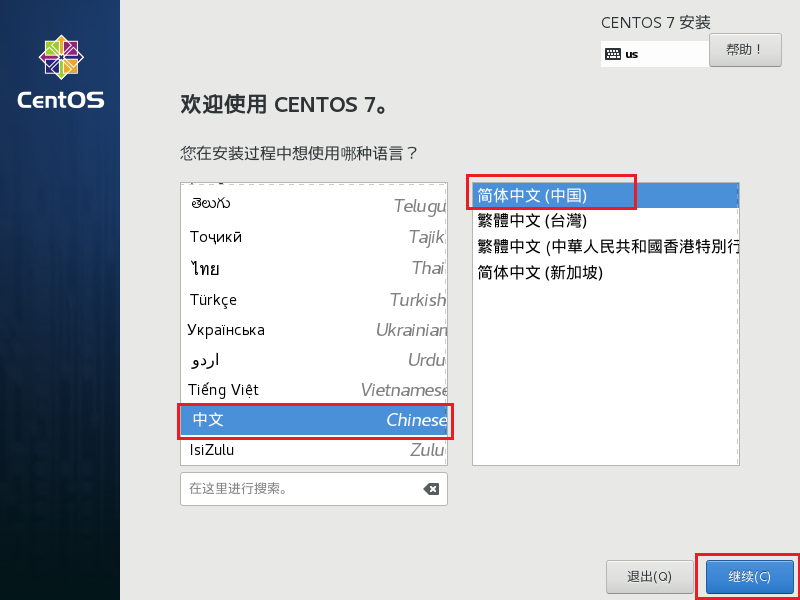 CENTOS 7 安装
us
帮助！
CentOS
欢迎使用 CENTOS 7。
您在安装过程中想使用哪种语言？
తెలుగు Telugu
Тоҷикӣ Tajik
ไทย Thai
Türkçe Turkish
Українська Ukrainian
اردو Urdu
Tiếng Việt Vietnamese
中文 Chinese
IsiZulu Zulu
简体中文 (中国)
繁體中文 (台灣)
繁體中文 (中華人民共和國香港特別行
简体中文 (新加坡)
在这里进行搜索。
退出(Q)
继续(C)